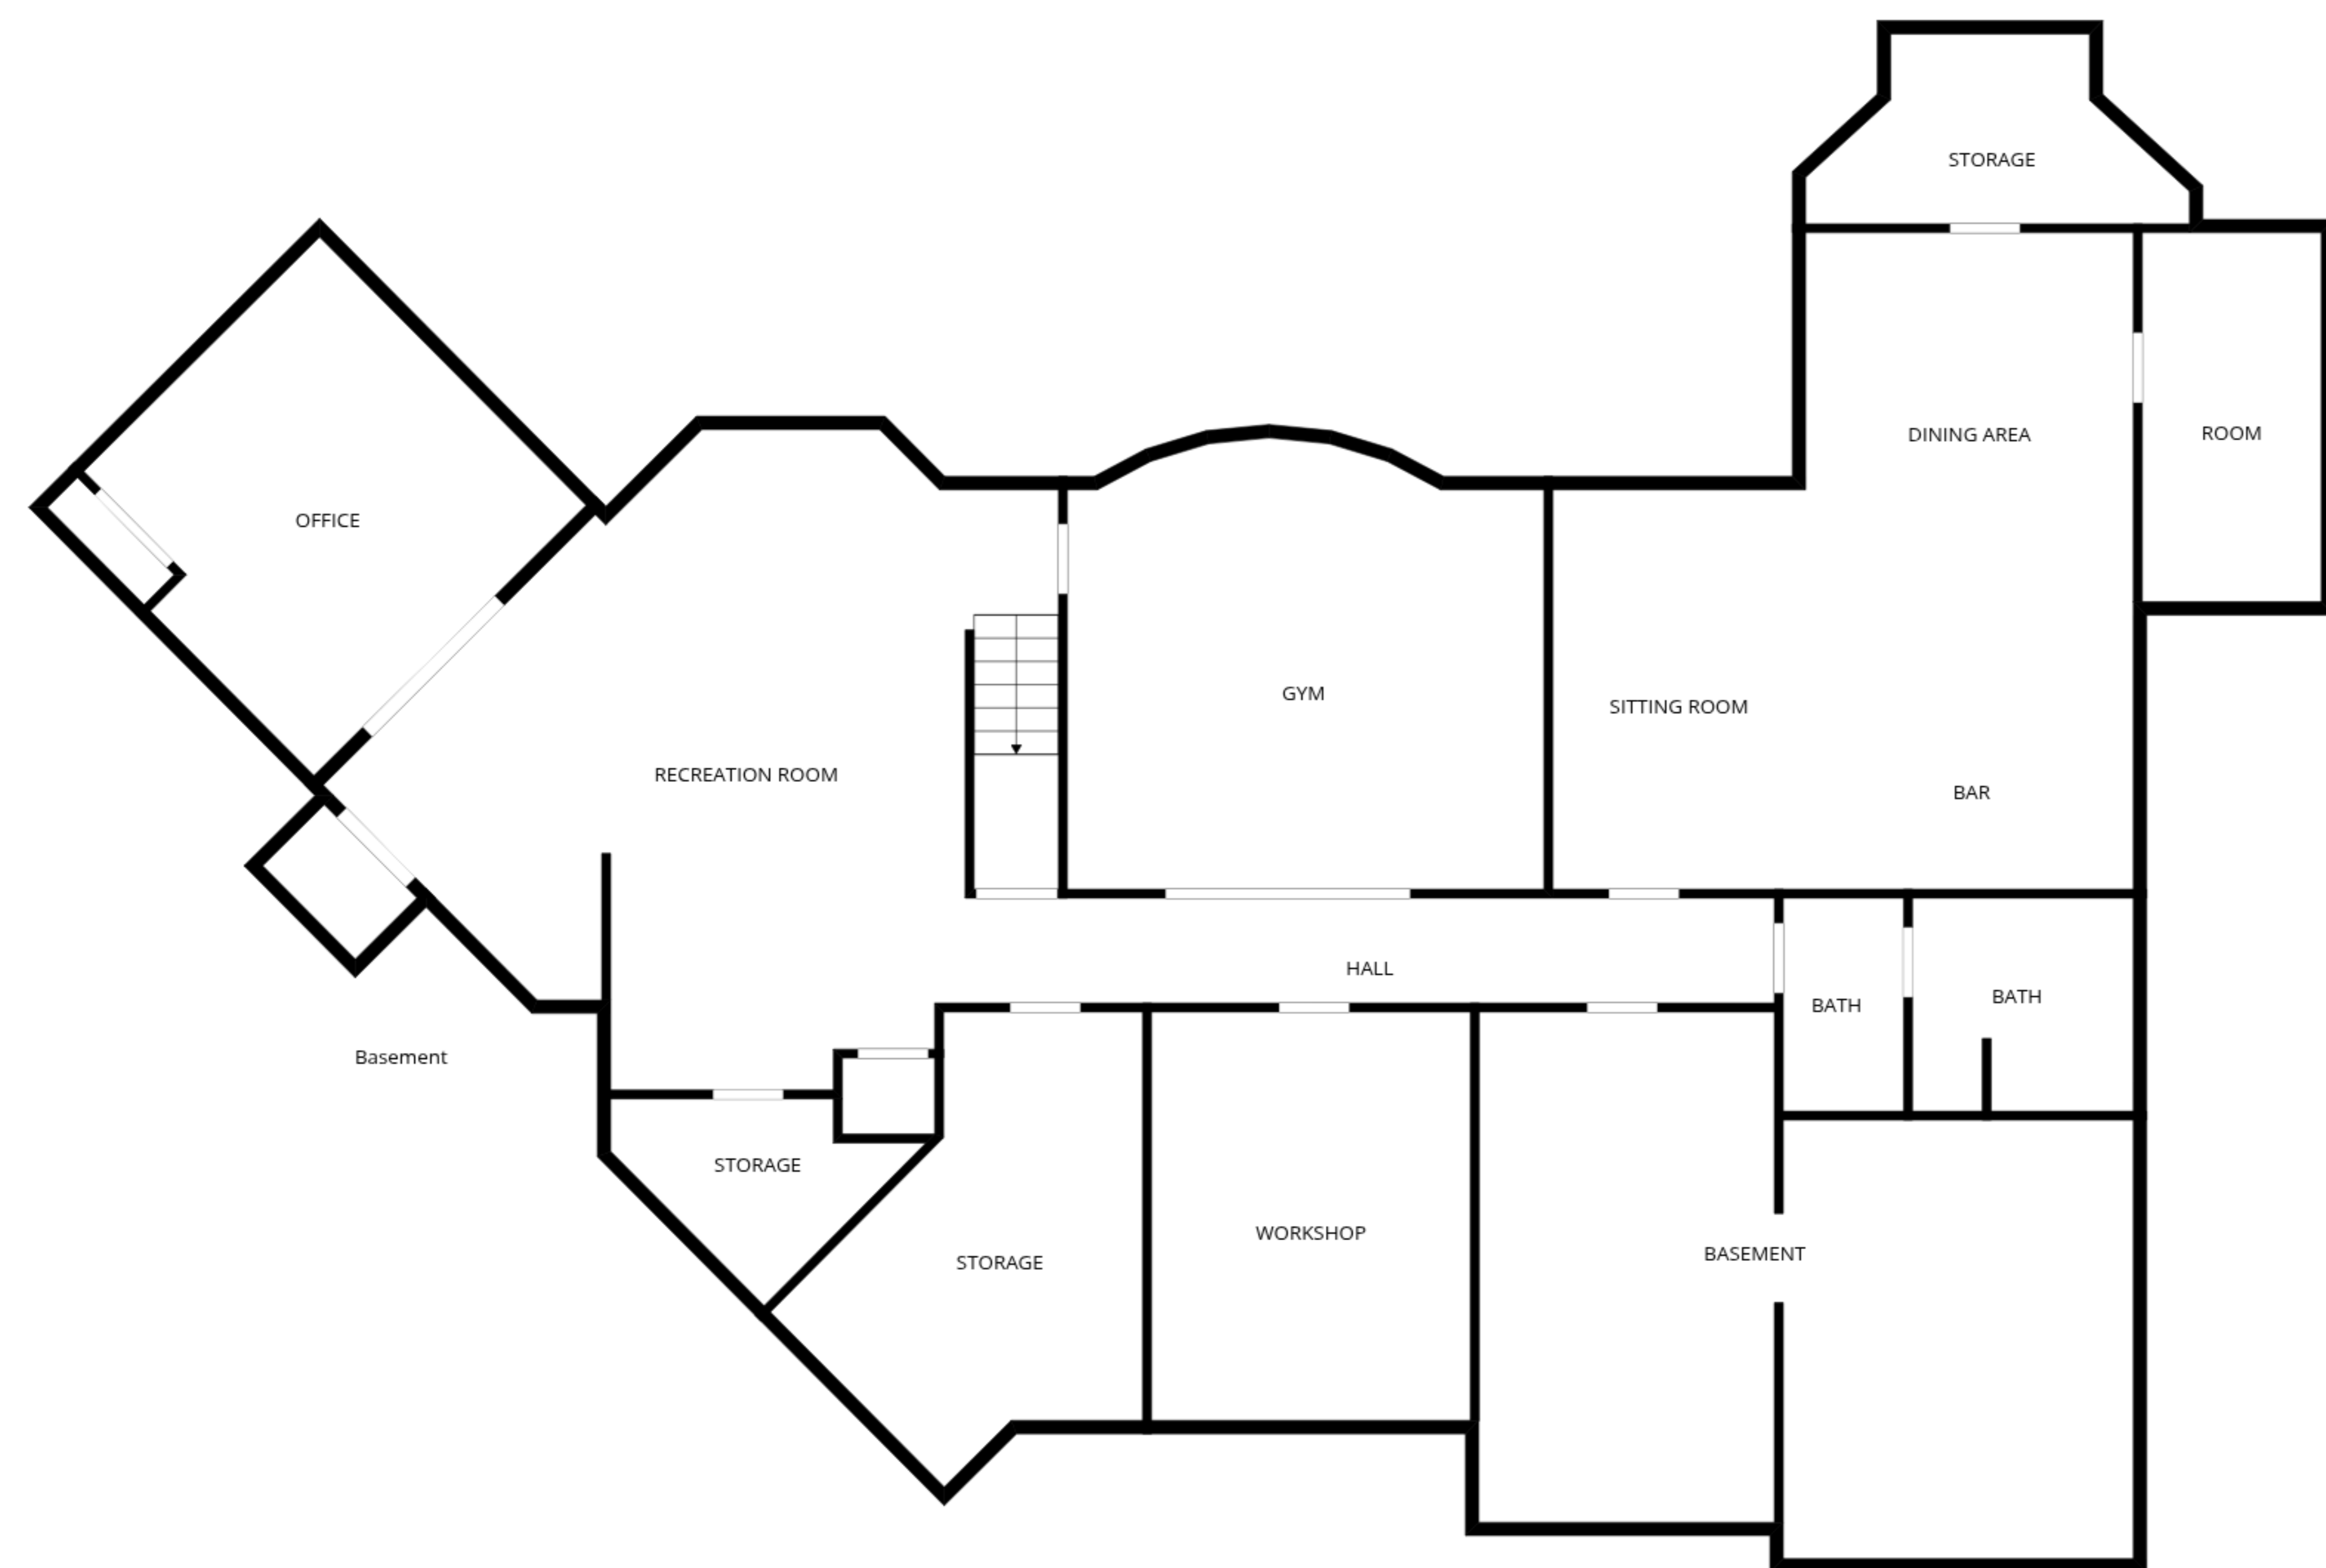 STORAGE
DINING AREA
ROOM
OFFICE
GYM
SITTING ROOM
RECREATION ROOM
BAR
HALL
BATH
BATH
Basement
STORAGE
WORKSHOP
BASEMENT
STORAGE